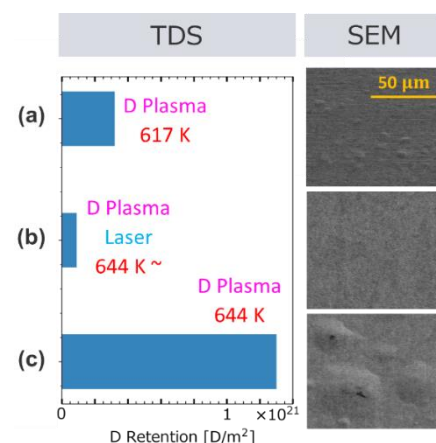 TDS
SEM
(a)
D Plasma
617 K
50 μm
(b)
D Plasma
Laser
644 K ~
D Plasma
644 K
(c)
0
1
×10²¹
D Retention [D/m²]